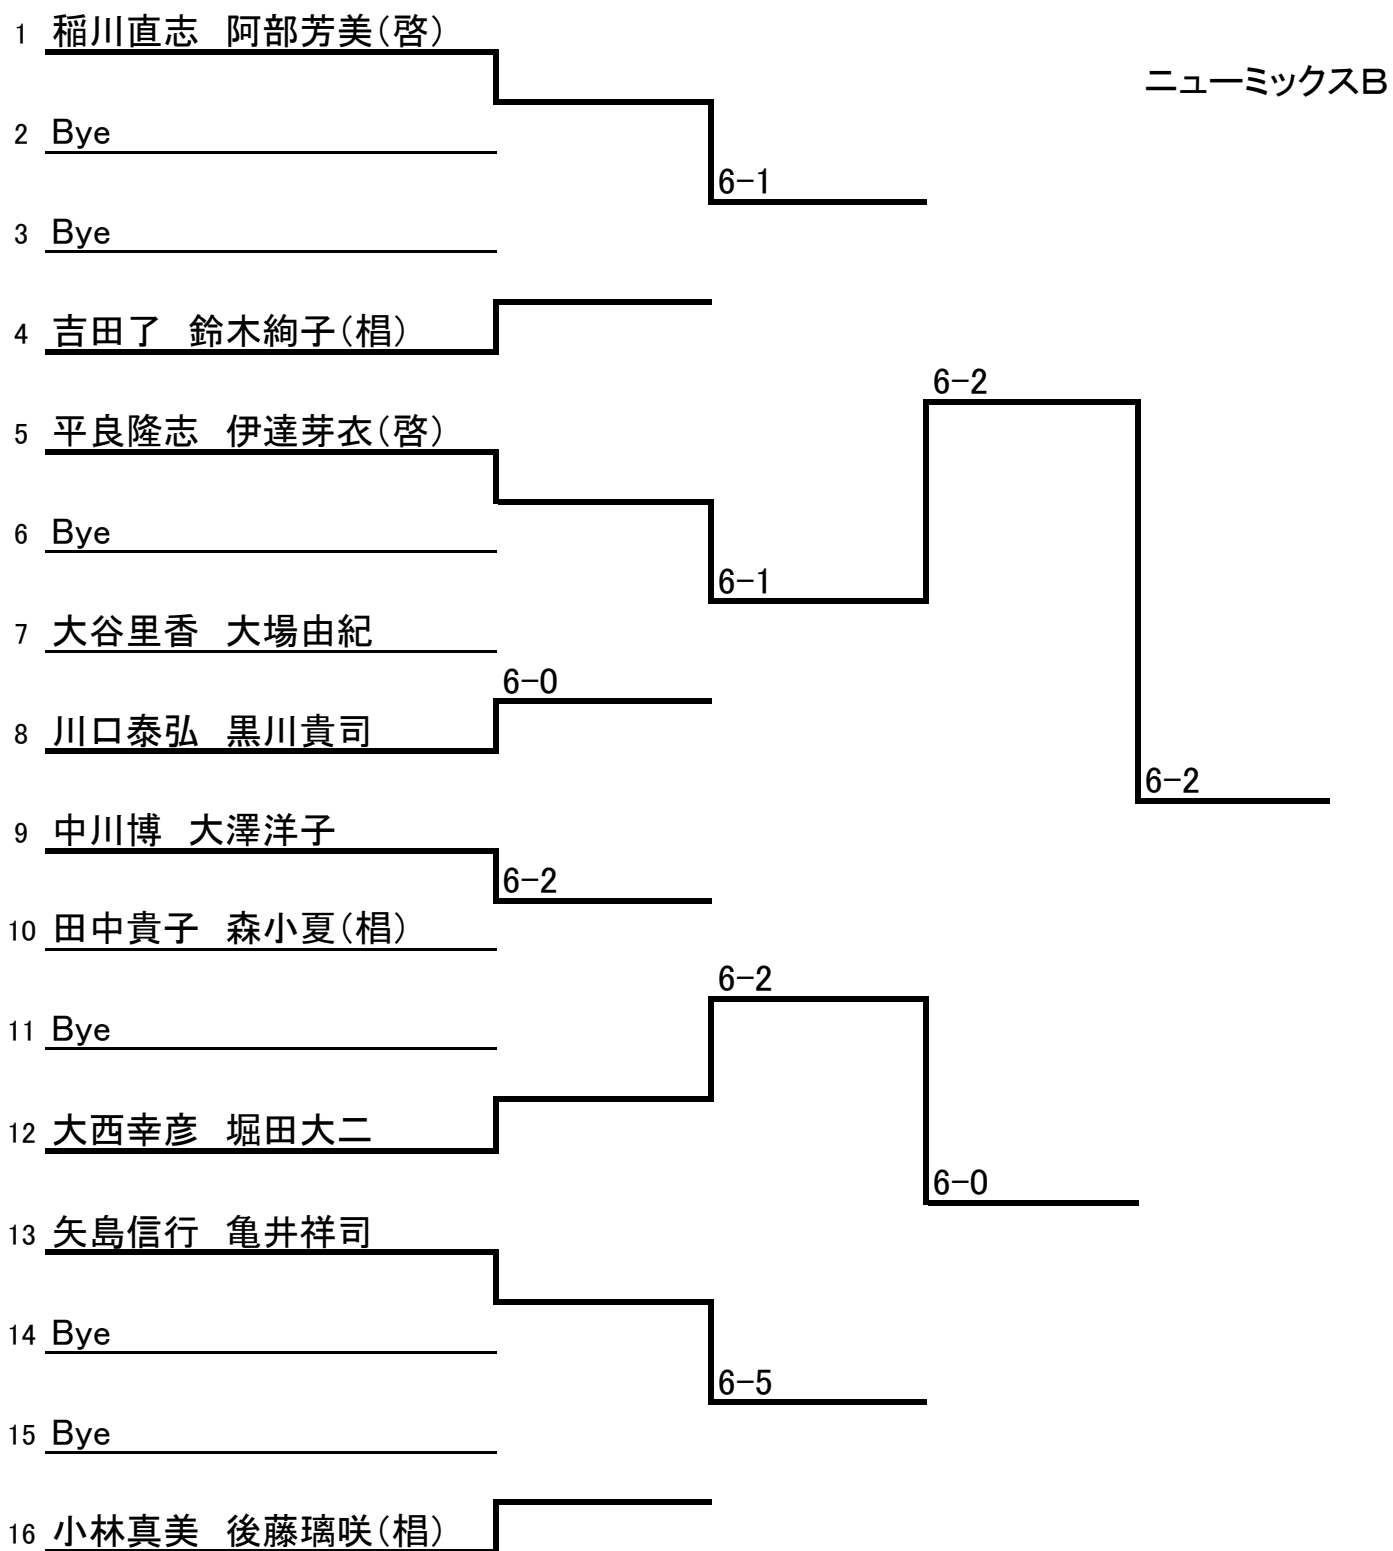 1 稲川直志　阿部芳美（啓）
ニューミックスB
2 Bye
6-1
3 Bye
4 吉田了　鈴木絢子（椙）
6-2
5 平良隆志　伊達芽衣（啓）
6 Bye
6-1
7 大谷里香　大場由紀
6-0
8 川口泰弘　黒川貴司
6-2
9 中川博　大澤洋子
6-2
10 田中貴子　森小夏（椙）
6-2
11 Bye
12 大西幸彦　堀田大二
6-0
13 矢島信行　亀井祥司
14 Bye
6-5
15 Bye
16 小林真美　後藤璃咲（椙）